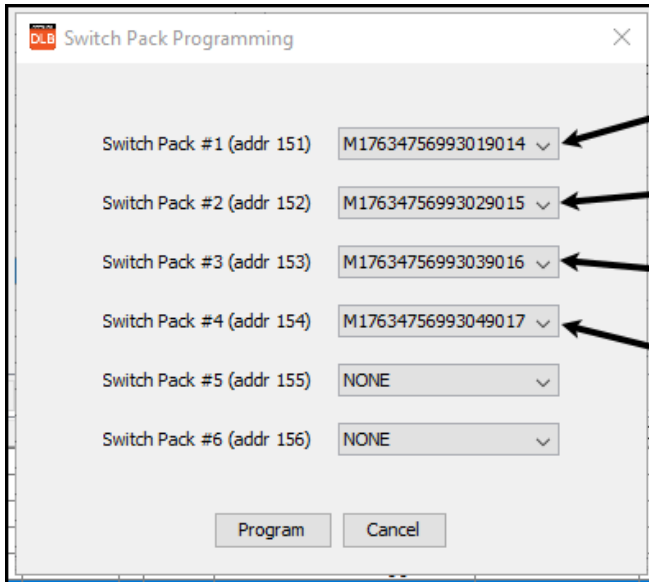 DLB Switch Pack Programming
Switch Pack #1 (addr 151) M17634756993019014
Switch Pack #2 (addr 152) M17634756993029015
Switch Pack #3 (addr 153) M17634756993039016
Switch Pack #4 (addr 154) M17634756993049017
Switch Pack #5 (addr 155) NONE
Switch Pack #6 (addr 156) NONE
Program Cancel